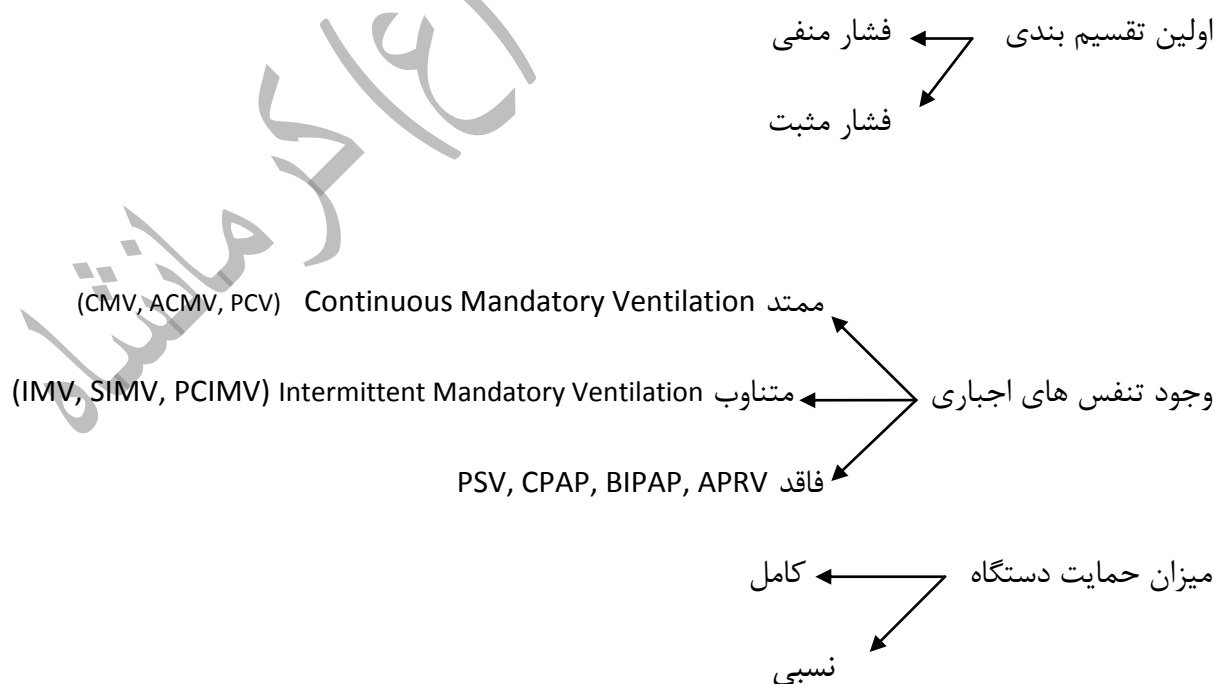 اولین تقسیم بندی فشار منفی
فشار مثبت
ممتد Continuous Mandatory Ventilation (CMV, ACMV, PCV)
وجود تنفس های اجباری متناوب Intermittent Mandatory Ventilation (IMV, SIMV, PCIMV)
فاقد PSV, CPAP, BIPAP, APRV
میزان حمایت دستگاه کامل
نسبی
(ع) کرمانشاه